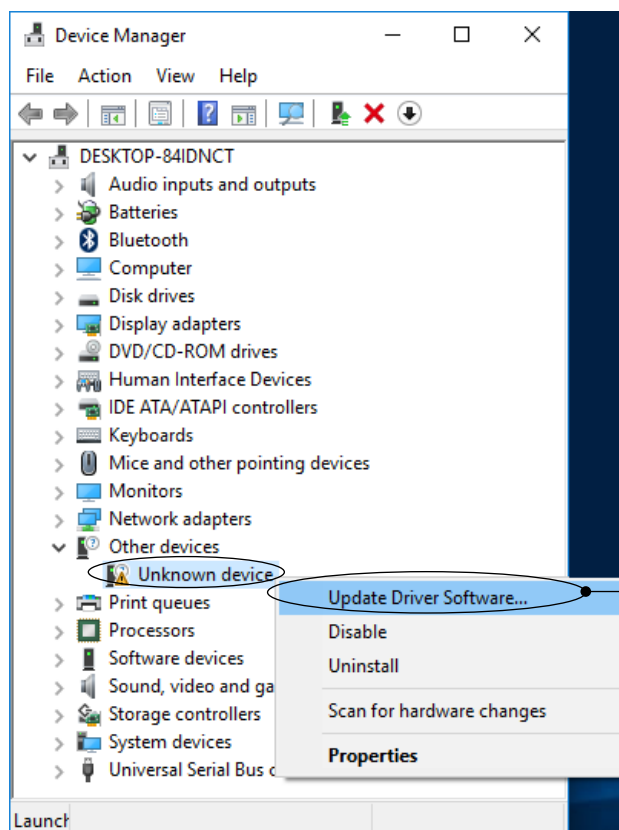 Device Manager
File Action View Help
DESKTOP-84IDNCT
Audio inputs and outputs
Batteries
Bluetooth
Computer
Disk drives
Display adapters
DVD/CD-ROM drives
Human Interface Devices
IDE ATA/ATAPI controllers
Keyboards
Mice and other pointing devices
Monitors
Network adapters
Other devices
Unknown device
Update Driver Software...
Print queues
Disable
Processors
Software devices
Uninstall
Sound, video and ga
Storage controllers
Scan for hardware changes
System devices
Properties
Universal Serial Bus c
Launch